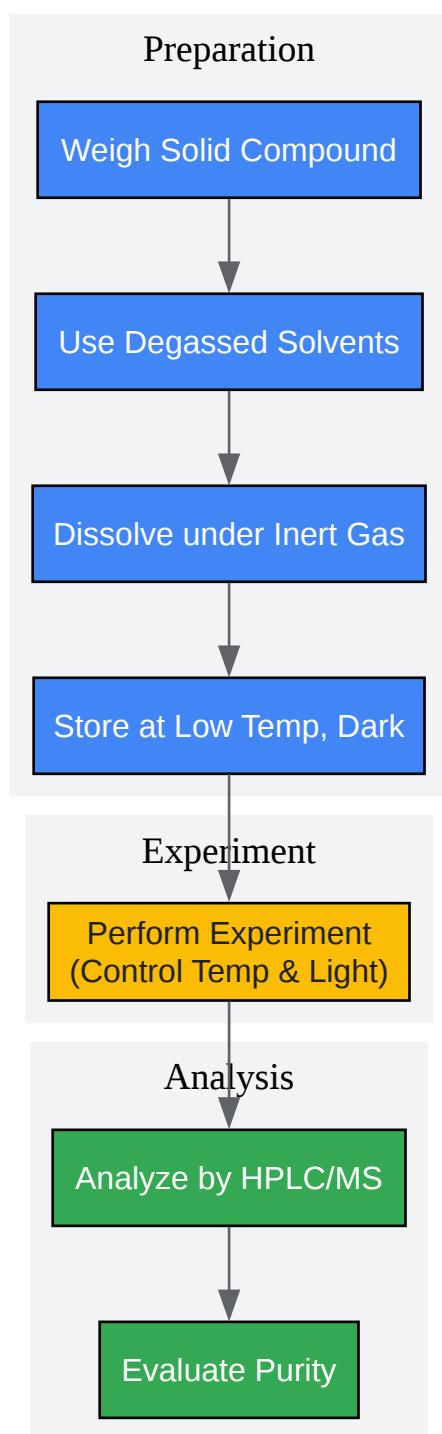 Preparation
Weigh Solid Compound
Use Degassed Solvents
Dissolve under Inert Gas
Store at Low Temp, Dark
Experiment
Perform Experiment
(Control Temp & Light)
Analysis
Analyze by HPLC/MS
Evaluate Purity